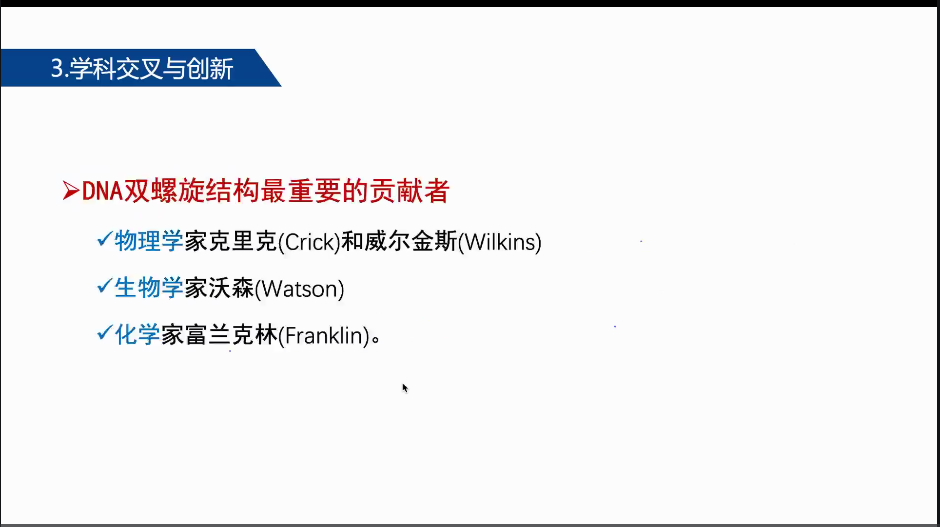 3.学科交叉与创新
➢DNA双螺旋结构最重要的贡献者
✓物理学家克里克(Crick)和威尔金斯(Wilkins)
✓生物学家沃森(Watson)
✓化学家富兰克林(Franklin)。